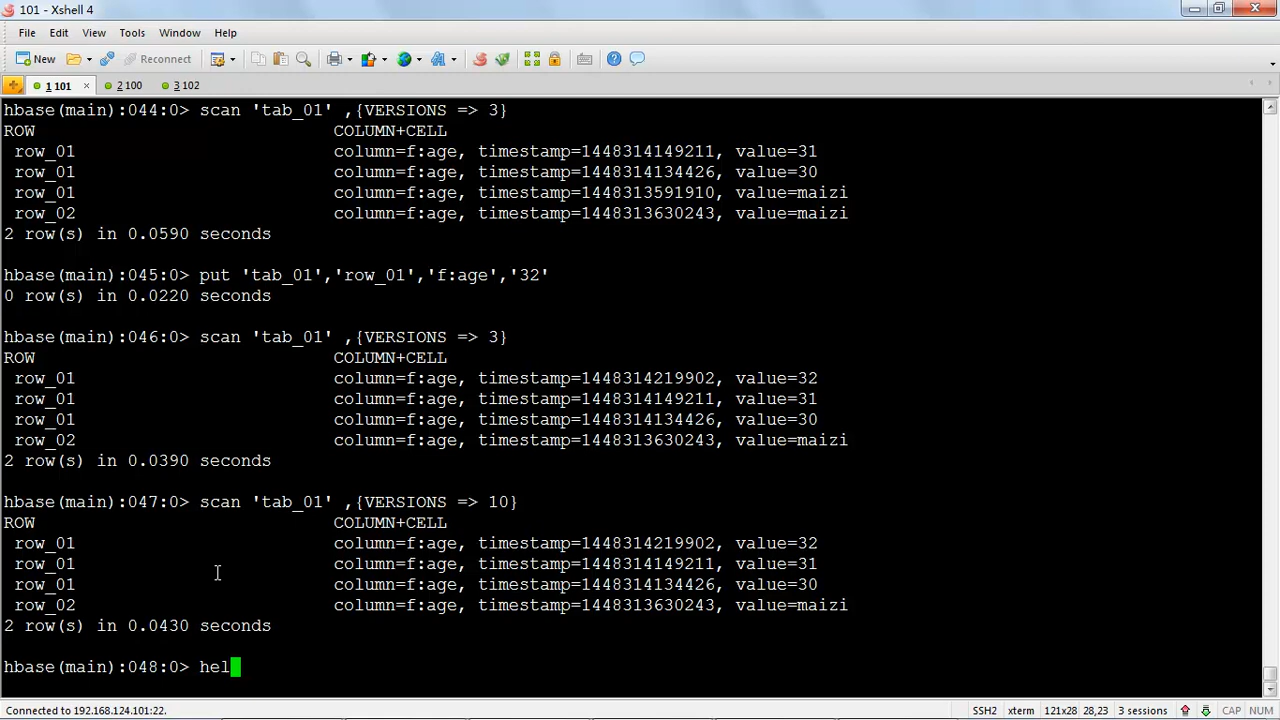 101 - Xshell 4
File Edit View Tools Window Help
New Reconnect
1 101 2 100 3 102
hbase(main):044:0> scan 'tab_01' ,{VERSIONS => 3}
ROW COLUMN+CELL
row_01 column=f:age, timestamp=1448314149211, value=31
row_01 column=f:age, timestamp=1448314134426, value=30
row_01 column=f:age, timestamp=1448313591910, value=maizi
row_02 column=f:age, timestamp=1448313630243, value=maizi
2 row(s) in 0.0590 seconds
hbase(main):045:0> put 'tab_01','row_01','f:age','32'
0 row(s) in 0.0220 seconds
hbase(main):046:0> scan 'tab_01' ,{VERSIONS => 3}
ROW COLUMN+CELL
row_01 column=f:age, timestamp=1448314219902, value=32
row_01 column=f:age, timestamp=1448314149211, value=31
row_01 column=f:age, timestamp=1448314134426, value=30
row_02 column=f:age, timestamp=1448313630243, value=maizi
2 row(s) in 0.0390 seconds
hbase(main):047:0> scan 'tab_01' ,{VERSIONS => 10}
ROW COLUMN+CELL
row_01 column=f:age, timestamp=1448314219902, value=32
row_01 column=f:age, timestamp=1448314149211, value=31
row_01 column=f:age, timestamp=1448314134426, value=30
row_02 column=f:age, timestamp=1448313630243, value=maizi
2 row(s) in 0.0430 seconds
hbase(main):048:0> hel
Connected to 192.168.124.101:22. SSH2 xterm 121x28 28,23 3 sessions CAP NUM